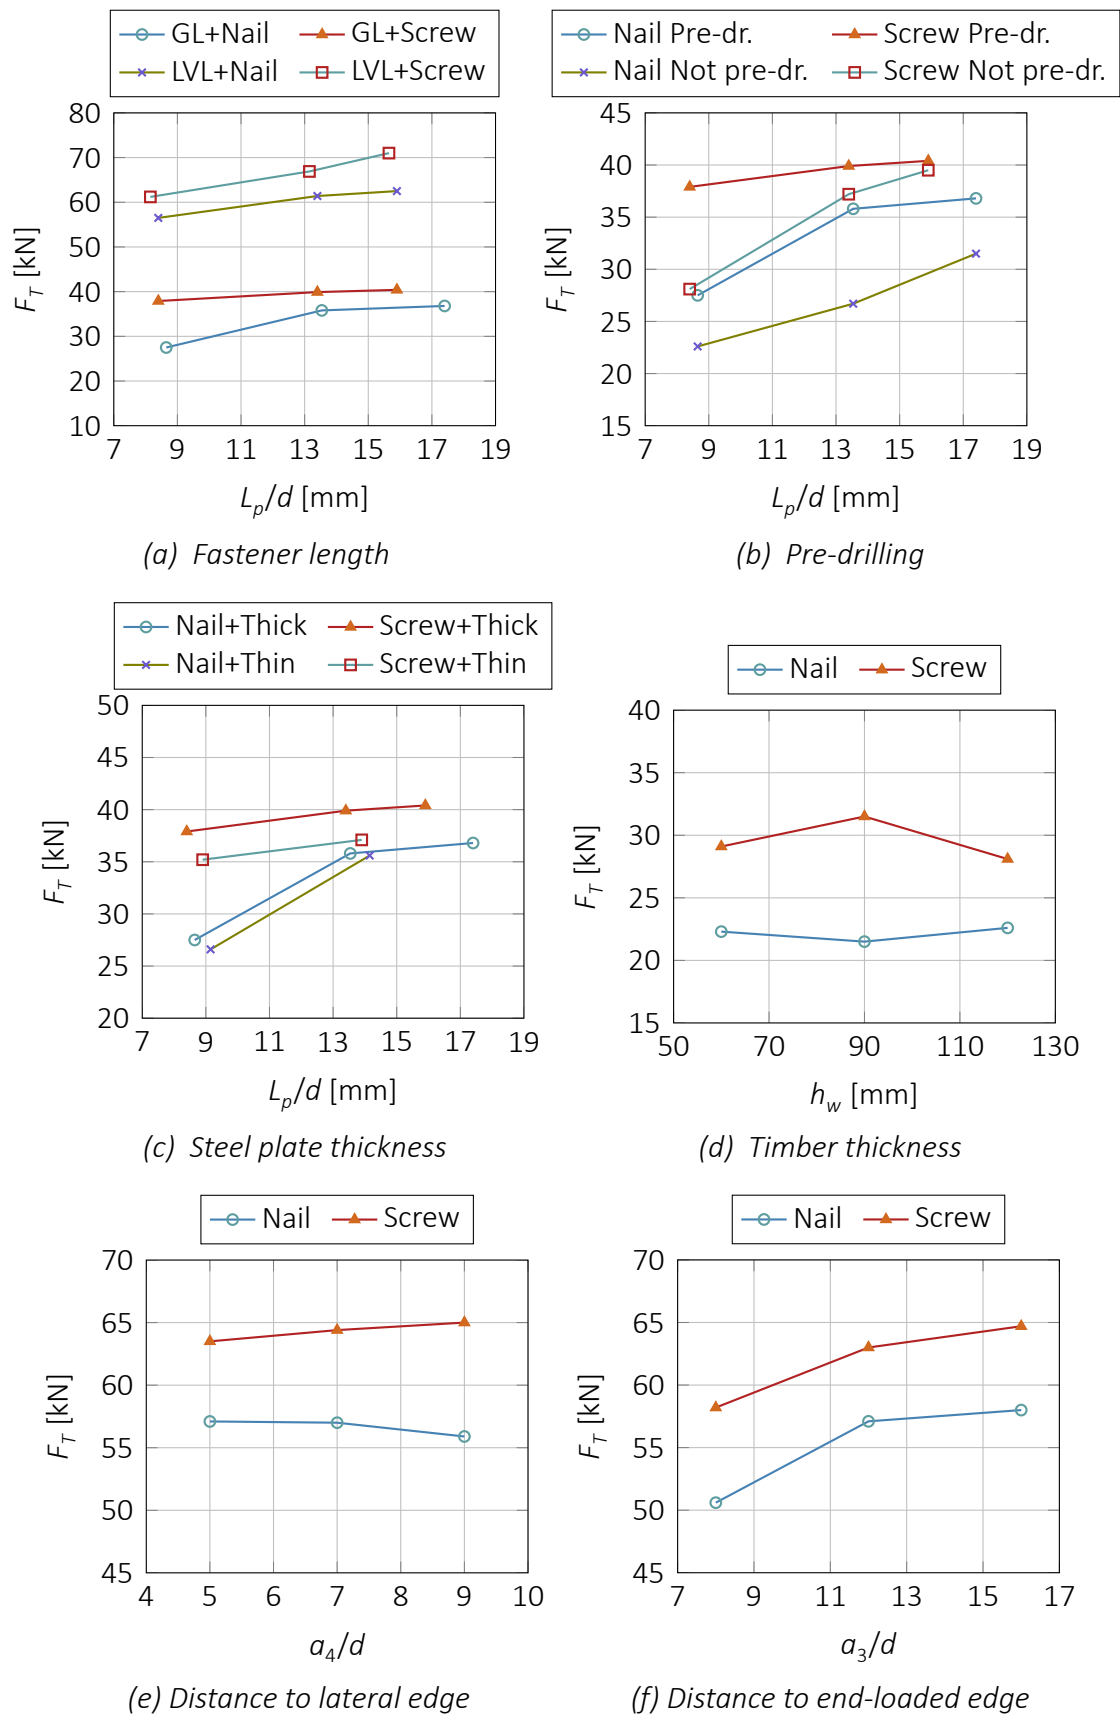 GL+Nail GL+Screw
LVL+Nail LVL+Screw
80
70
60
50
40
30
20
10
7 9 11 13 15 17 19
F_T [kN]
L_p/d [mm]
(a) Fastener length
Nail Pre-dr. Screw Pre-dr.
Nail Not pre-dr. Screw Not pre-dr.
45
40
35
30
25
20
15
7 9 11 13 15 17 19
F_T [kN]
L_p/d [mm]
(b) Pre-drilling
Nail+Thick Screw+Thick
Nail+Thin Screw+Thin
50
45
40
35
30
25
20
7 9 11 13 15 17 19
F_T [kN]
L_p/d [mm]
(c) Steel plate thickness
Nail Screw
40
35
30
25
20
15
50 70 90 110 130
F_T [kN]
h_w [mm]
(d) Timber thickness
Nail Screw
70
65
60
55
50
45
4 5 6 7 8 9 10
F_T [kN]
a_4/d
(e) Distance to lateral edge
Nail Screw
70
65
60
55
50
45
7 9 11 13 15 17
F_T [kN]
a_3/d
(f) Distance to end-loaded edge